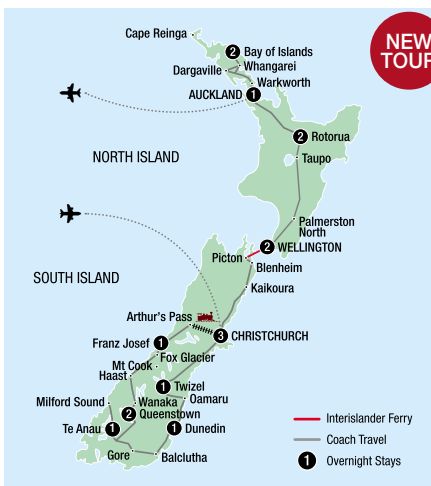 Cape Reinga
NEW
TOUR
2
Bay of Islands
Whangarei
Dargaville
Warkworth
AUCKLAND
1
2
Rotorua
Taupo
NORTH ISLAND
Palmerston
North
2
WELLINGTON
Picton
Blenheim
SOUTH ISLAND
Kaikoura
Arthur's Pass
3
CHRISTCHURCH
Franz Josef
1
Fox Glacier
Mt Cook
Haast
1
Twizel
Oamaru
Milford Sound
Wanaka
2
Queenstown
Te Anau
1
1
Dunedin
Gore
Balclutha
Interislander Ferry
Coach Travel
1
Overnight Stays